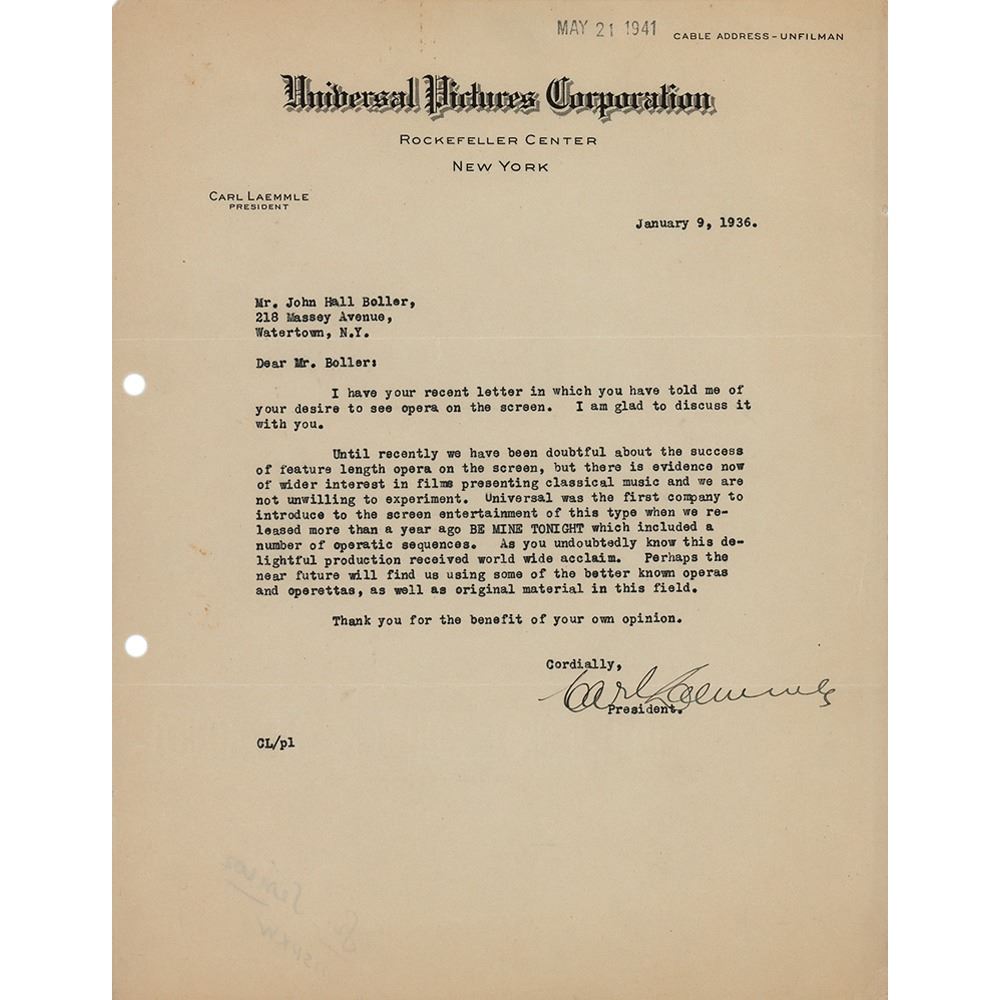 MAY 21 1941
CABLE ADDRESS-UNFILMAN
Universal Pictures Corporation
ROCKEFELLER CENTER
NEW YORK
CARL LAEMMLE
PRESIDENT
January 9, 1936.
Mr. John Hall Boller,
218 Massey Avenue,
Watertown, N.Y.
Dear Mr. Boller:
I have your recent letter in which you have told me of
your desire to see opera on the screen. I am glad to discuss it
with you.
Until recently we have been doubtful about the success
of feature length opera on the screen, but there is evidence now
of wider interest in films presenting classical music and we are
not unwilling to experiment. Universal was the first company to
introduce to the screen entertainment of this type when we re-
leased more than a year ago BE MINE TONIGHT which included a
number of operatic sequences. As you undoubtedly know this de-
lightful production received world wide acclaim. Perhaps the
near future will find us using some of the better known operas
and operettas, as well as original material in this field.
Thank you for the benefit of your own opinion.
Cordially,
Carl Laemmle
President.
CL/pl